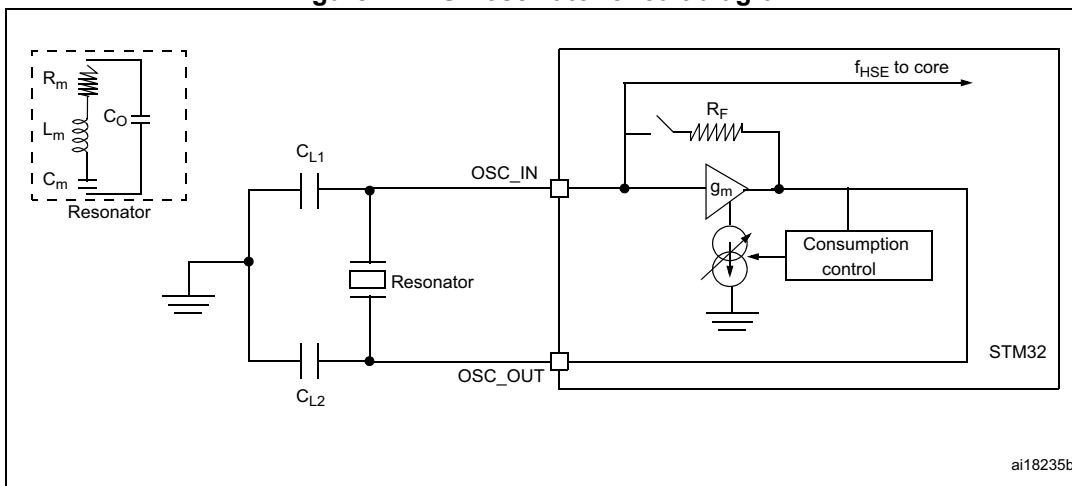 R_m
L_m
C_O
C_m
Resonator
C_L1
C_L2
Resonator
OSC_IN
OSC_OUT
f_HSE to core
R_F
g_m
Consumption
control
STM32
ai18235b